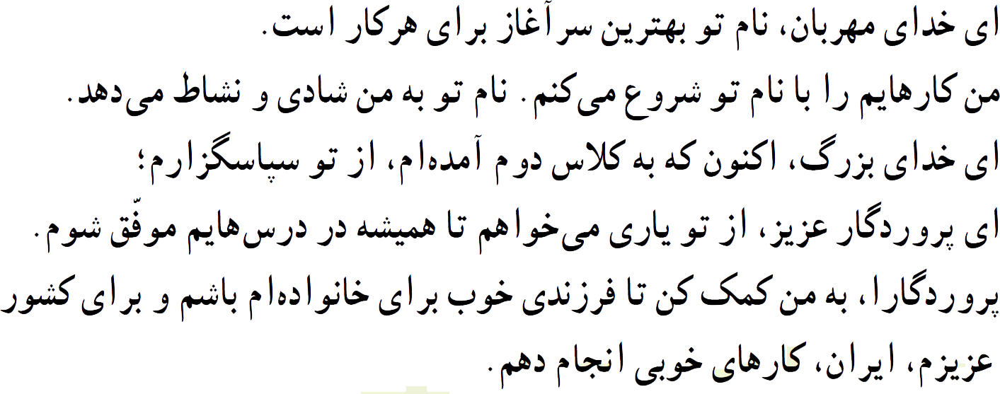 ای خدای مهربان، نام تو بهترین سرآغاز برای هرکار است.
من کارهایم را با نام تو شروع می‌کنم. نام تو به من شادی و نشاط می‌دهد.
ای خدای بزرگ، اکنون که به کلاس دوم آمده‌ام، از تو سپاسگزارم؛
ای پروردگار عزیز، از تو یاری می‌خواهم تا همیشه در درس‌هایم موفّق شوم.
پروردگارا، به من کمک کن تا فرزندی خوب برای خانواده‌ام باشم و برای کشور
عزیزم، ایران، کارهای خوبی انجام دهم.